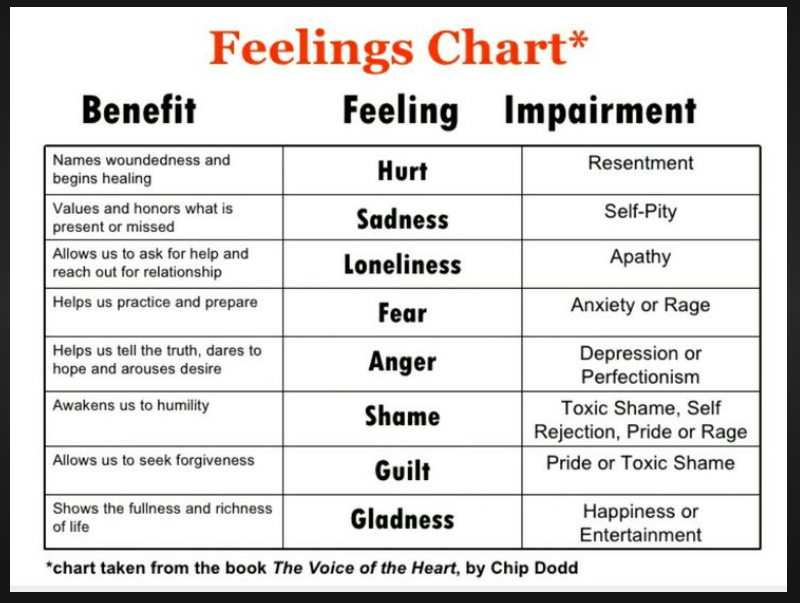 Feelings Chart*
Benefit Feeling Impairment
Names woundedness and
begins healing
Hurt
Resentment
Values and honors what is
present or missed
Sadness
Self-Pity
Allows us to ask for help and
reach out for relationship
Loneliness
Apathy
Helps us practice and prepare
Fear
Anxiety or Rage
Helps us tell the truth, dares to
hope and arouses desire
Anger
Depression or
Perfectionism
Awakens us to humility
Shame
Toxic Shame, Self
Rejection, Pride or Rage
Allows us to seek forgiveness
Guilt
Pride or Toxic Shame
Shows the fullness and richness
of life
Gladness
Happiness or
Entertainment
*chart taken from the book The Voice of the Heart, by Chip Dodd